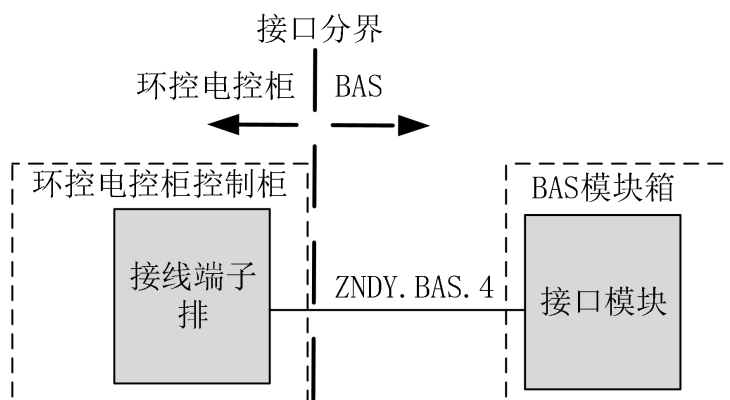 接口分界
环控电控柜
BAS
环控电控柜控制柜
BAS模块箱
接线端子
排
ZNDY.BAS.4
接口模块